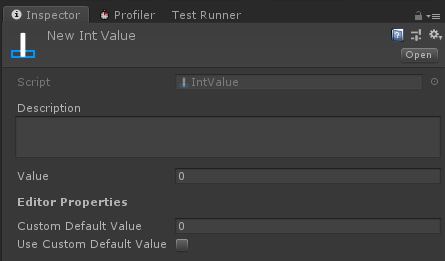 Inspector Profiler Test Runner
New Int Value
Open
Script IntValue
Description
Value 0
Editor Properties
Custom Default Value 0
Use Custom Default Value